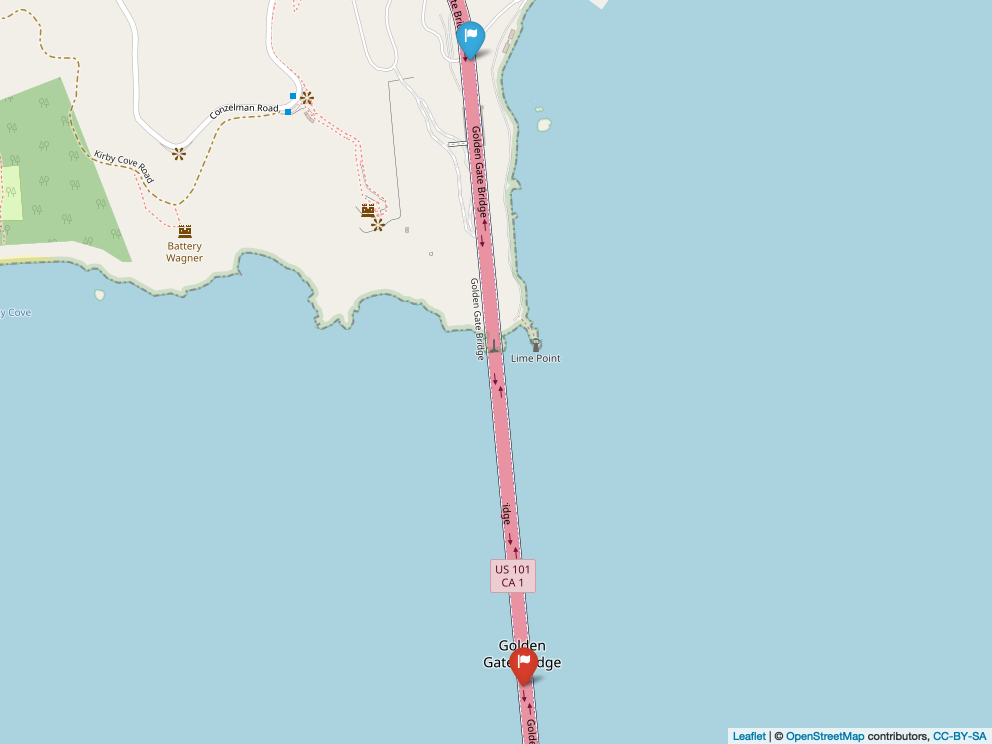 te Bri
Golden Gate Bridge
Conzelman Road
Kirby Cove Road
Battery
Wagner
y Cove
Golden Gate Bridge
Lime Point
idge
US 101
CA 1
Golden
Gate Bridge
Golde
Leaflet | © OpenStreetMap contributors, CC-BY-SA